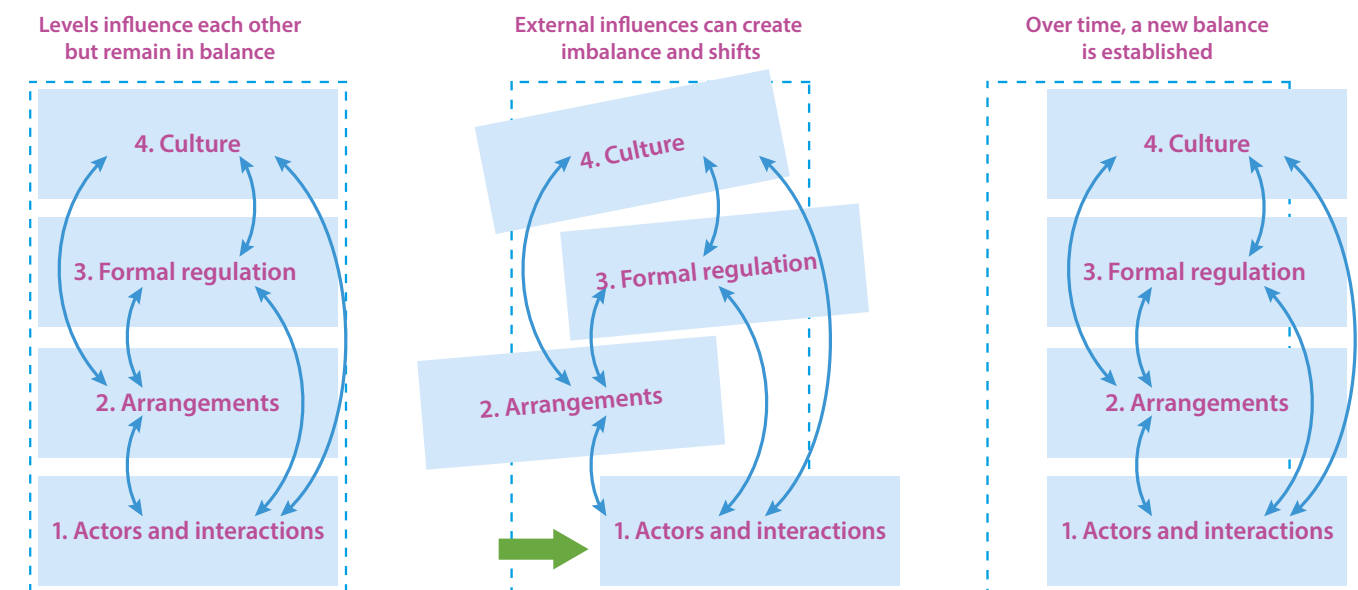 Levels influence each other
but remain in balance
4. Culture
3. Formal regulation
2. Arrangements
1. Actors and interactions
External influences can create
imbalance and shifts
4. Culture
3. Formal regulation
2. Arrangements
1. Actors and interactions
Over time, a new balance
is established
4. Culture
3. Formal regulation
2. Arrangements
1. Actors and interactions